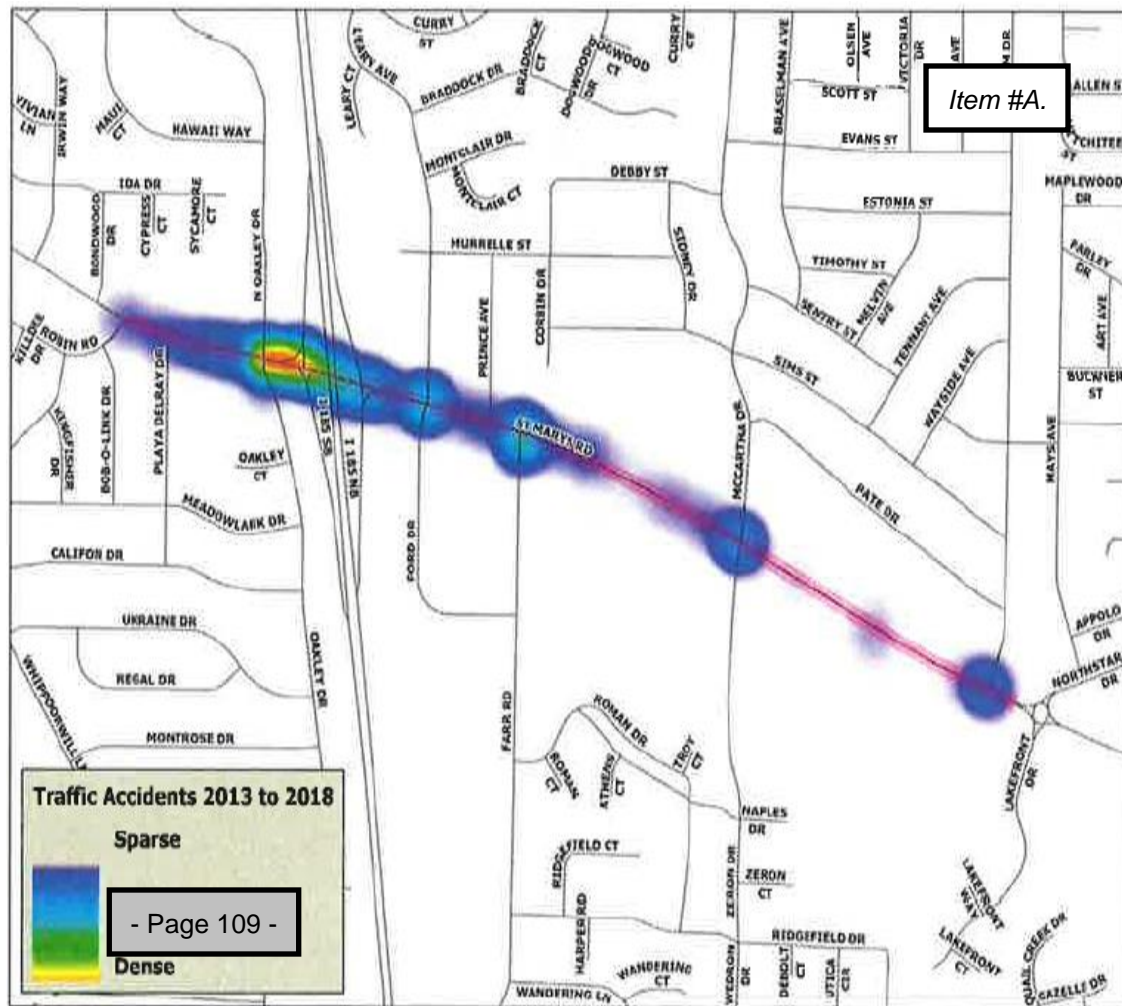 CURRY
ST
LEARY AVE
LEARY CT
BRADDOCK DR
BRADDOCK
CT
DOGWOOD
CT
DOGWOOD
DR
CURRY
CT
BRASELMAN AVE
OLSEN
AVE
VICTORIA
DR
AVE
M DR
SCOTT ST
Item #A.
ALLEN S
EVANS ST
ST
VIVIAN
LN
IRWIN WAY
MAUI
CT
HAWAII WAY
MONTCLAIR DR
MONTCLAIR CT
DEBBY ST
MAPLEWOOD
DR
IDA DR
BONDWOOD
DR
CYPRESS
CT
SYCAMORE
CT
N OAKLEY DR
ESTONIA ST
HURRELLE ST
SIDNEY DR
TIMOTHY ST
MELVIN
AVE
FARLEY
DR
CORBIN DR
PRINCE AVE
SENTRY ST
TENNANT AVE
ART AVE
KILLDEE
DR
ROBIN RD
PLAYA DELRAY DR
SIMS ST
WAYSIDE AVE
BUCKNER
ST
KINGFISHER
DR
BOB-O-LINK DR
OAKLEY
CT
I 185 SB
I 185 NB
ST MARYS RD
MCCARTHA DR
MAYS AVE
MEADOWLARK DR
PATE DR
CALIFON DR
FORD DR
UKRAINE DR
OAKLEY DR
APPOLO
DR
REGAL DR
NORTHSTAR
DR
WHIPPOORWILL LN
MONTROSE DR
FARR RD
ROMAN DR
ROMAN
CT
ATHENS
CT
TROY
CT
LAKEFRONT
DR
NAPLES
DR
RIDGEFIELD CT
ZERON DR
ZERON
CT
LAKEFRONT
WAY
HARPER RD
RIDGEFIELD DR
LAKEFRONT
CT
QUAIL CREEK DR
WANDERING
CT
WANDERING LN
WEDRON
DR
DEBOLT
CT
UTICA
CIR
GAZELLE DR
Traffic Accidents 2013 to 2018
Sparse
- Page 109 -
Dense